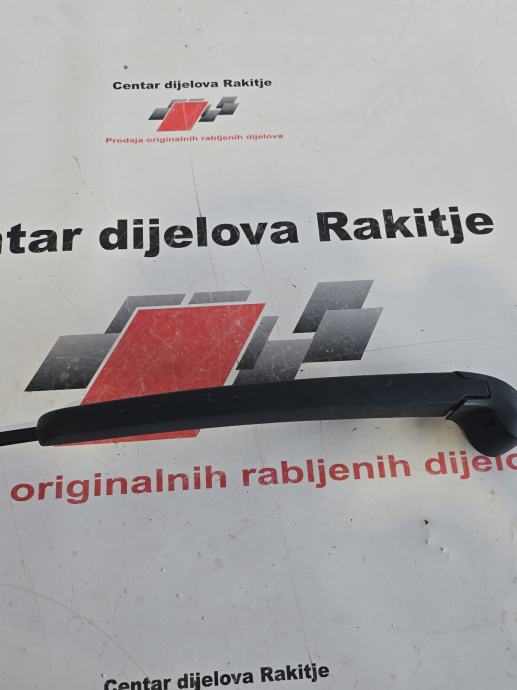 Centar dijelova Rakitje
Prodaja originalnih rabljenih dijelova
ntar dijelova Rakitje
originalnih rabljenih dijelo
Centar dijelova Rakitje